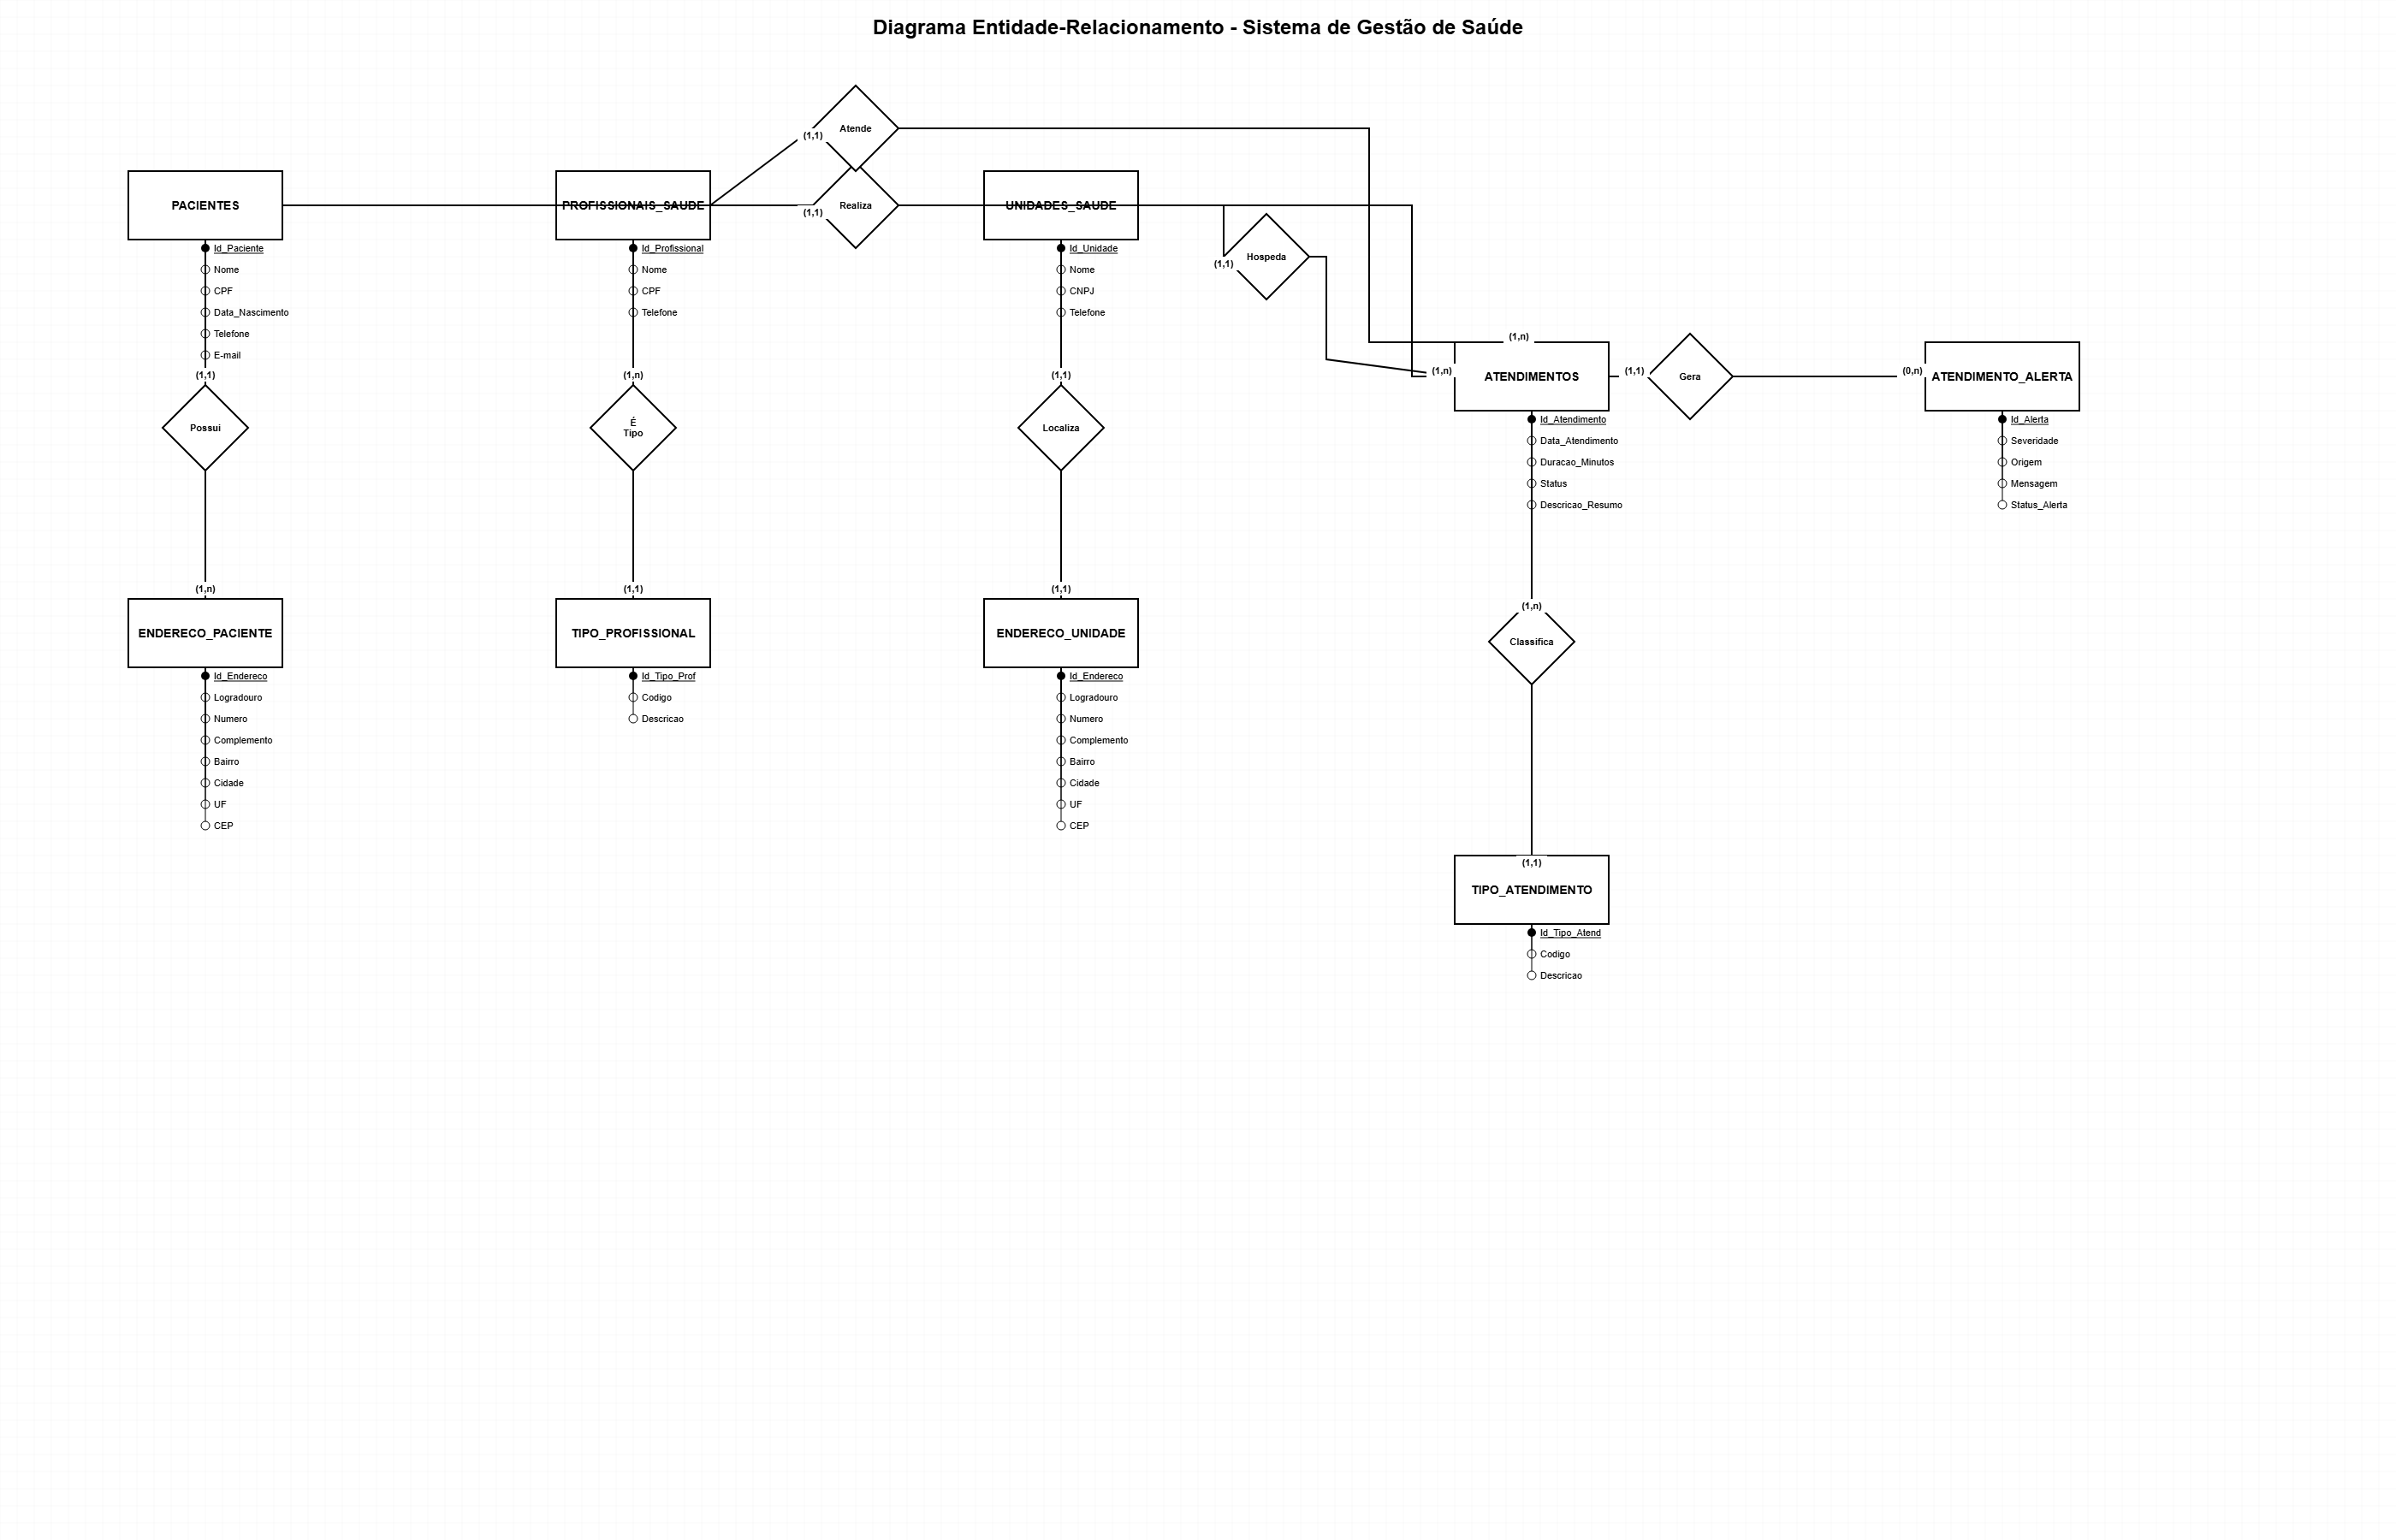 Diagrama Entidade-Relacionamento - Sistema de Gestão de Saúde
Atende
(1,1)
PACIENTES
PROFISSIONAIS_SAUDE
(1,1)
Realiza
UNIDADES_SAUDE
Id_Paciente
Nome
CPF
Data_Nascimento
Telefone
E-mail
(1,1)
Possui
(1,n)
ENDERECO_PACIENTE
Id_Endereco
Logradouro
Numero
Complemento
Bairro
Cidade
UF
CEP
Id_Profissional
Nome
CPF
Telefone
(1,n)
É
Tipo
(1,1)
TIPO_PROFISSIONAL
Id_Tipo_Prof
Codigo
Descricao
Id_Unidade
Nome
CNPJ
Telefone
(1,1)
Localiza
(1,1)
ENDERECO_UNIDADE
Id_Endereco
Logradouro
Numero
Complemento
Bairro
Cidade
UF
CEP
(1,1)
Hospeda
(1,n)
(1,n)
ATENDIMENTOS
(1,1)
Gera
(0,n)
ATENDIMENTO_ALERTA
Id_Atendimento
Data_Atendimento
Duracao_Minutos
Status
Descricao_Resumo
(1,n)
Classifica
(1,1)
TIPO_ATENDIMENTO
Id_Tipo_Atend
Codigo
Descricao
Id_Alerta
Severidade
Origem
Mensagem
Status_Alerta